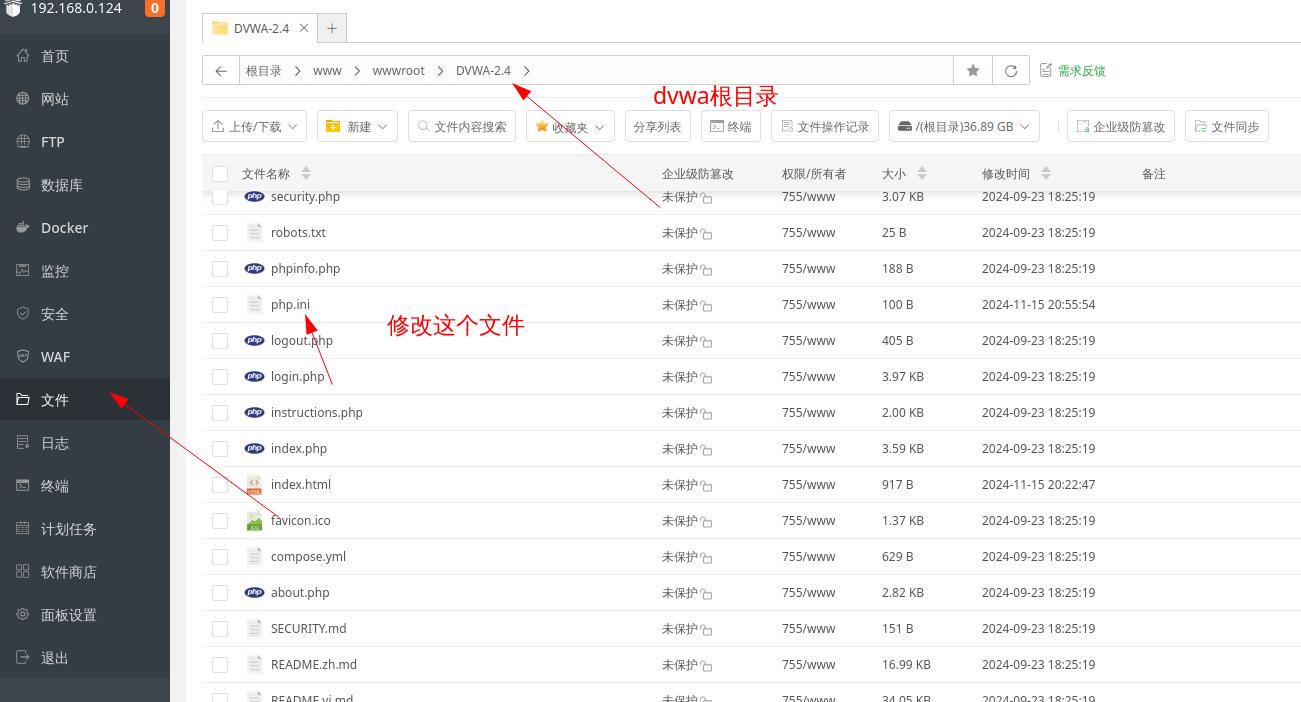 192.168.0.124 0
首页
网站
FTP
数据库
Docker
监控
安全
WAF
文件
日志
终端
计划任务
软件商店
面板设置
退出
DVWA-2.4
根目录 www wwwroot DVWA-2.4
需求反馈
dvwa根目录
上传/下载 新建 文件内容搜索 收藏夹 分享列表 终端 文件操作记录 /(根目录)36.89 GB 企业级防篡改 文件同步
文件名称 企业级防篡改 权限/所有者 大小 修改时间 备注
security.php 未保护 755/www 3.07 KB 2024-09-23 18:25:19
robots.txt 未保护 755/www 25 B 2024-09-23 18:25:19
phpinfo.php 未保护 755/www 188 B 2024-09-23 18:25:19
php.ini 未保护 755/www 100 B 2024-11-15 20:55:54
修改这个文件
logout.php 未保护 755/www 405 B 2024-09-23 18:25:19
login.php 未保护 755/www 3.97 KB 2024-09-23 18:25:19
instructions.php 未保护 755/www 2.00 KB 2024-09-23 18:25:19
index.php 未保护 755/www 3.59 KB 2024-09-23 18:25:19
index.html 未保护 755/www 917 B 2024-11-15 20:22:47
favicon.ico 未保护 755/www 1.37 KB 2024-09-23 18:25:19
compose.yml 未保护 755/www 629 B 2024-09-23 18:25:19
about.php 未保护 755/www 2.82 KB 2024-09-23 18:25:19
SECURITY.md 未保护 755/www 151 B 2024-09-23 18:25:19
README.zh.md 未保护 755/www 16.99 KB 2024-09-23 18:25:19
README.vi.md 未保护 755/www 34.05 KB 2024-09-23 18:25:19